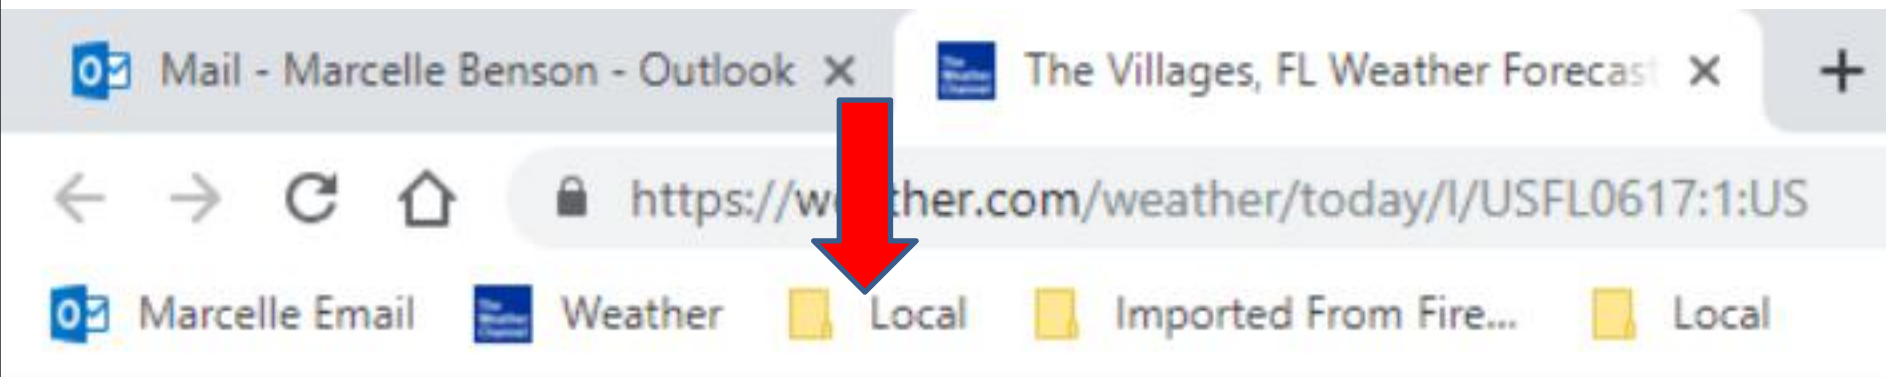 Mail - Marcelle Benson - Outlook The Villages, FL Weather Forecast
https://w ther.com/weather/today/l/USFL0617:1:US
Marcelle Email Weather Local Imported From Fire... Local